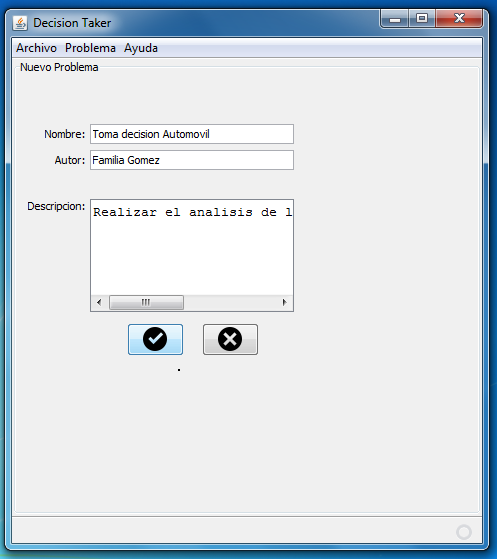 Decision Taker
Archivo Problema Ayuda
Nuevo Problema
Nombre: Toma decision Automovil
Autor: Familia Gomez
Descripcion: Realizar el analisis de l